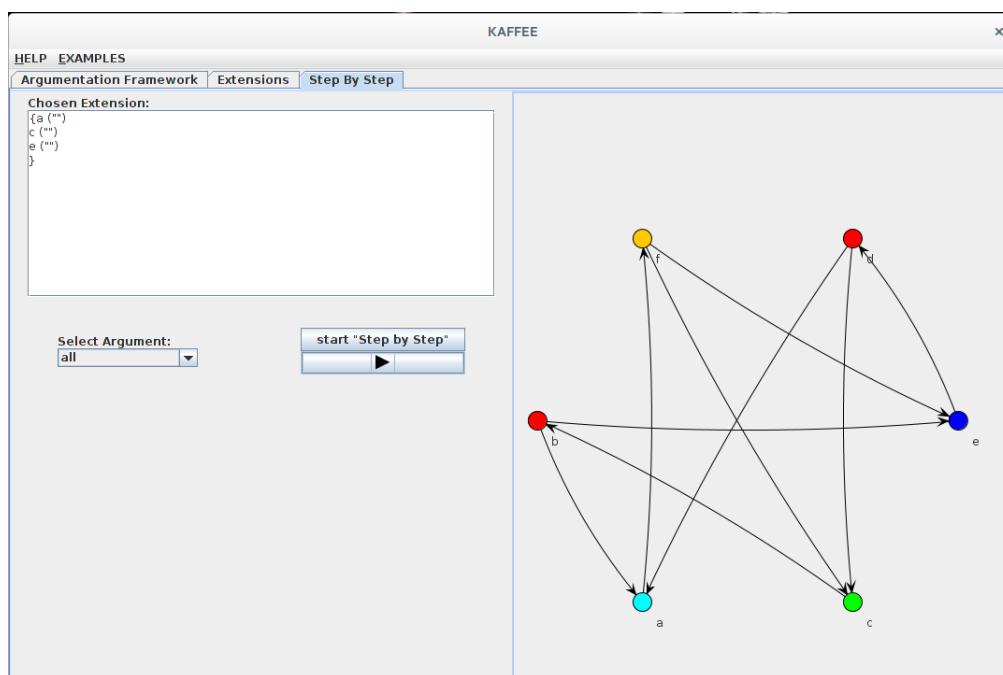 KAFFEE ×
HELP EXAMPLES
Argumentation Framework Extensions Step By Step
Chosen Extension:
{a ("")
c ("")
e ("")
}
Select Argument:
all
start "Step by Step"
f
d
b
e
a
c